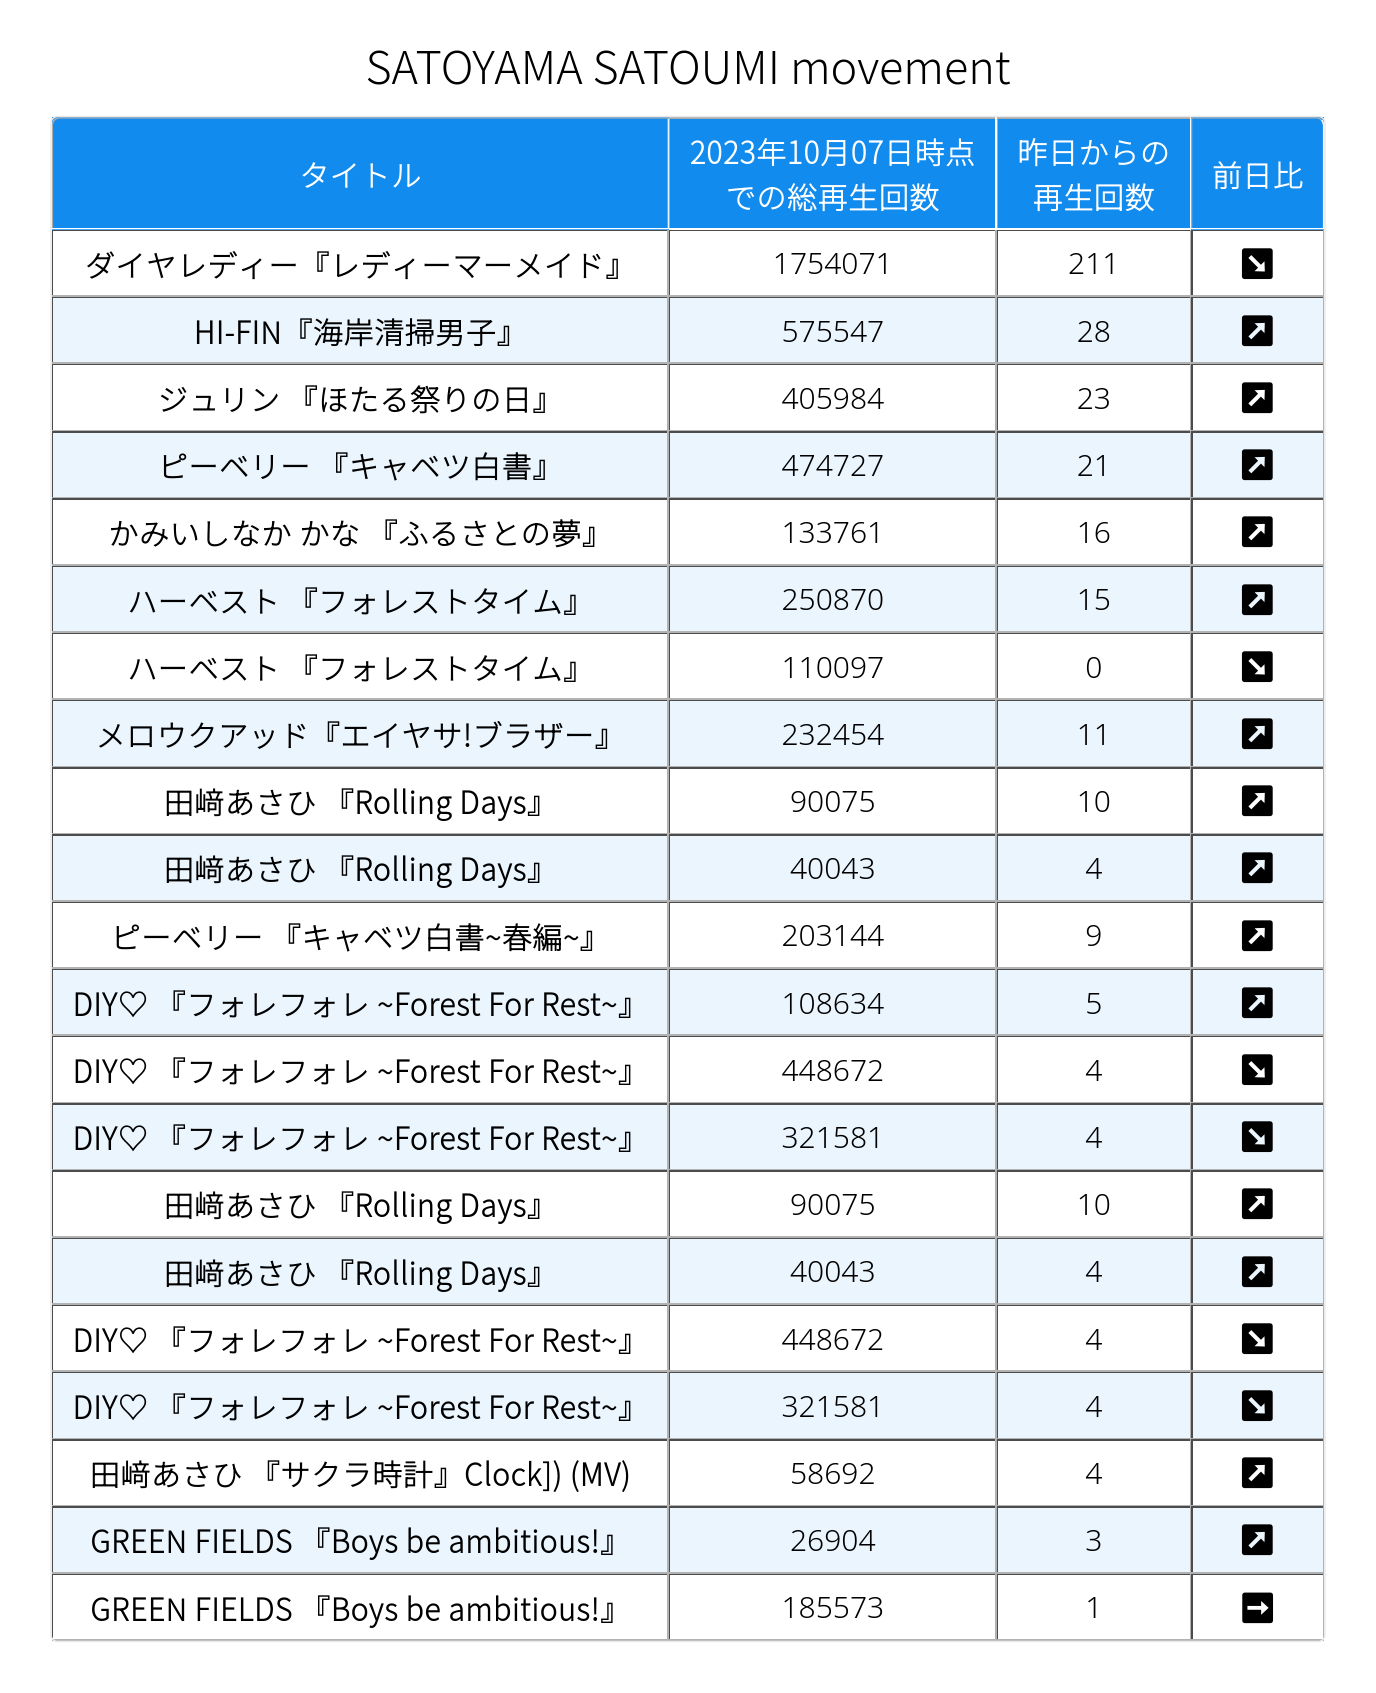 SATOYAMA SATOUMI movement
タイトル 2023年10月07日時点での総再生回数 昨日からの再生回数 前日比
ダイヤレディー『レディーマーメイド』 1754071 211 ↘
HI-FIN『海岸清掃男子』 575547 28 ↗
ジュリン 『ほたる祭りの日』 405984 23 ↗
ピーベリー 『キャベツ白書』 474727 21 ↗
かみいしなか かな 『ふるさとの夢』 133761 16 ↗
ハーベスト 『フォレストタイム』 250870 15 ↗
ハーベスト 『フォレストタイム』 110097 0 ↘
メロウクアッド『エイヤサ!ブラザー』 232454 11 ↗
田﨑あさひ 『Rolling Days』 90075 10 ↗
田﨑あさひ 『Rolling Days』 40043 4 ↗
ピーベリー 『キャベツ白書~春編~』 203144 9 ↗
DIY♡ 『フォレフォレ ~Forest For Rest~』 108634 5 ↗
DIY♡ 『フォレフォレ ~Forest For Rest~』 448672 4 ↘
DIY♡ 『フォレフォレ ~Forest For Rest~』 321581 4 ↘
田﨑あさひ 『Rolling Days』 90075 10 ↗
田﨑あさひ 『Rolling Days』 40043 4 ↗
DIY♡ 『フォレフォレ ~Forest For Rest~』 448672 4 ↘
DIY♡ 『フォレフォレ ~Forest For Rest~』 321581 4 ↘
田﨑あさひ 『サクラ時計』Clock]) (MV) 58692 4 ↗
GREEN FIELDS 『Boys be ambitious!』 26904 3 ↗
GREEN FIELDS 『Boys be ambitious!』 185573 1 →